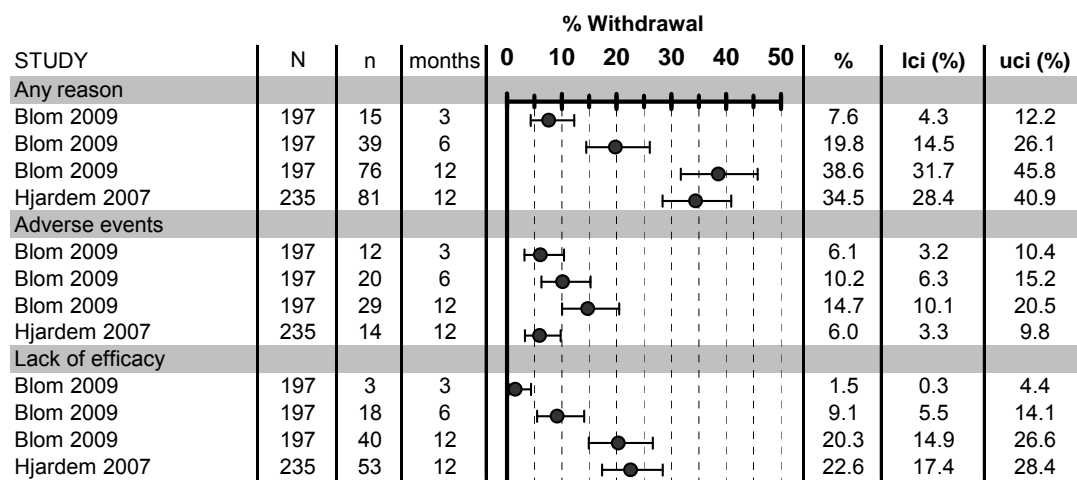 % Withdrawal
STUDY N n months 0 10 20 30 40 50 % lci (%) uci (%)
Any reason
Blom 2009 197 15 3 7.6 4.3 12.2
Blom 2009 197 39 6 19.8 14.5 26.1
Blom 2009 197 76 12 38.6 31.7 45.8
Hjardem 2007 235 81 12 34.5 28.4 40.9
Adverse events
Blom 2009 197 12 3 6.1 3.2 10.4
Blom 2009 197 20 6 10.2 6.3 15.2
Blom 2009 197 29 12 14.7 10.1 20.5
Hjardem 2007 235 14 12 6.0 3.3 9.8
Lack of efficacy
Blom 2009 197 3 3 1.5 0.3 4.4
Blom 2009 197 18 6 9.1 5.5 14.1
Blom 2009 197 40 12 20.3 14.9 26.6
Hjardem 2007 235 53 12 22.6 17.4 28.4